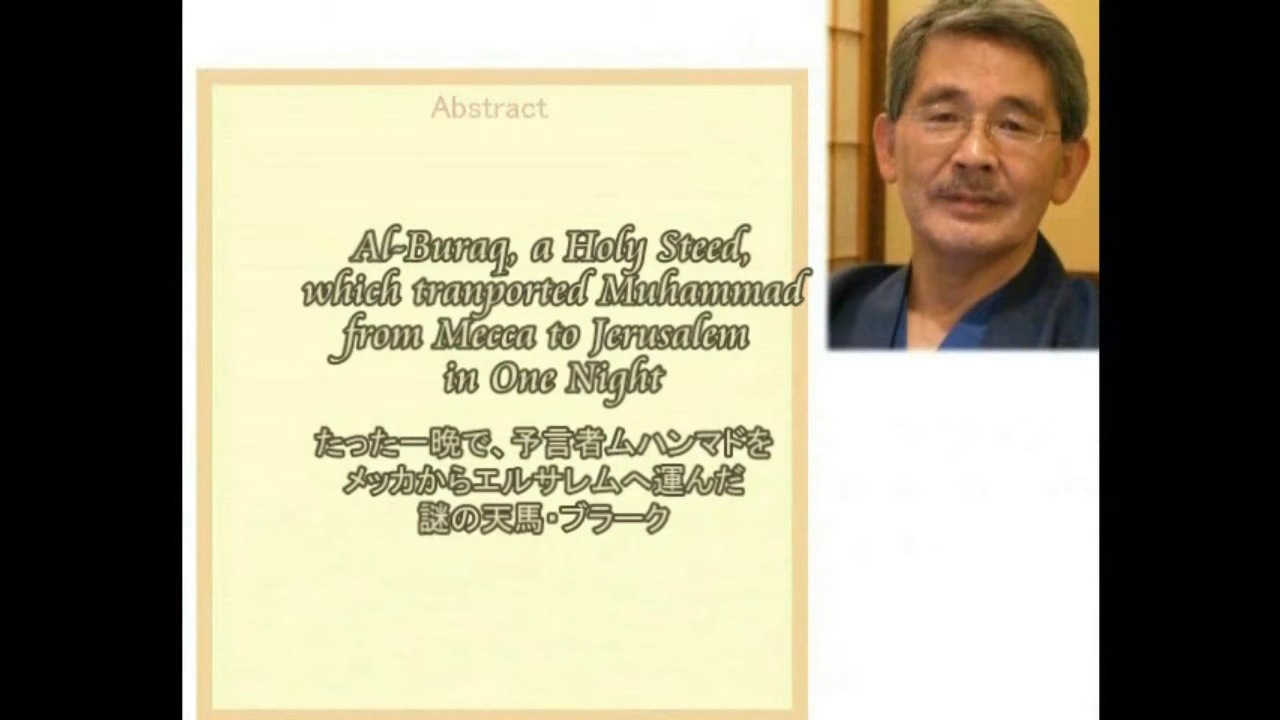 Abstract
Al-Buraq, a Holy Steed,
which tranported Muhammad
from Mecca to Jerusalem
in One Night
たった一晩で、予言者ムハンマドを
メッカからエルサレムへ運んだ
謎の天馬・ブラーク